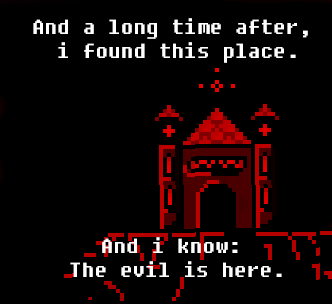 And a long time after,
i found this place.
And i know:
The evil is here.